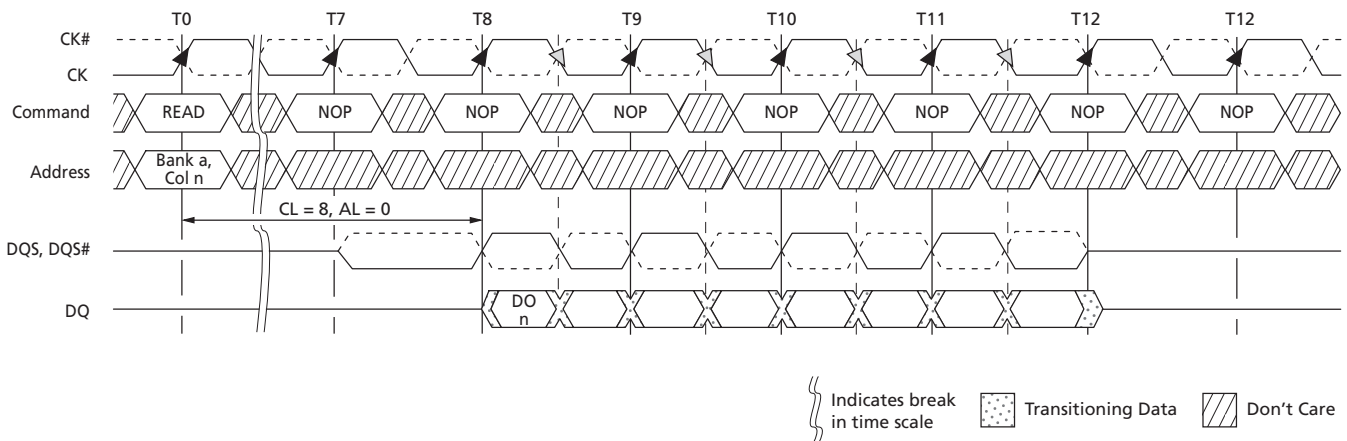 T0 T7 T8 T9 T10 T11 T12 T12
CK#
CK
Command READ NOP NOP NOP NOP NOP NOP NOP
Address Bank a,
Col n
CL = 8, AL = 0
DQS, DQS#
DQ DO
n
Indicates break
in time scale
Transitioning Data
Don't Care